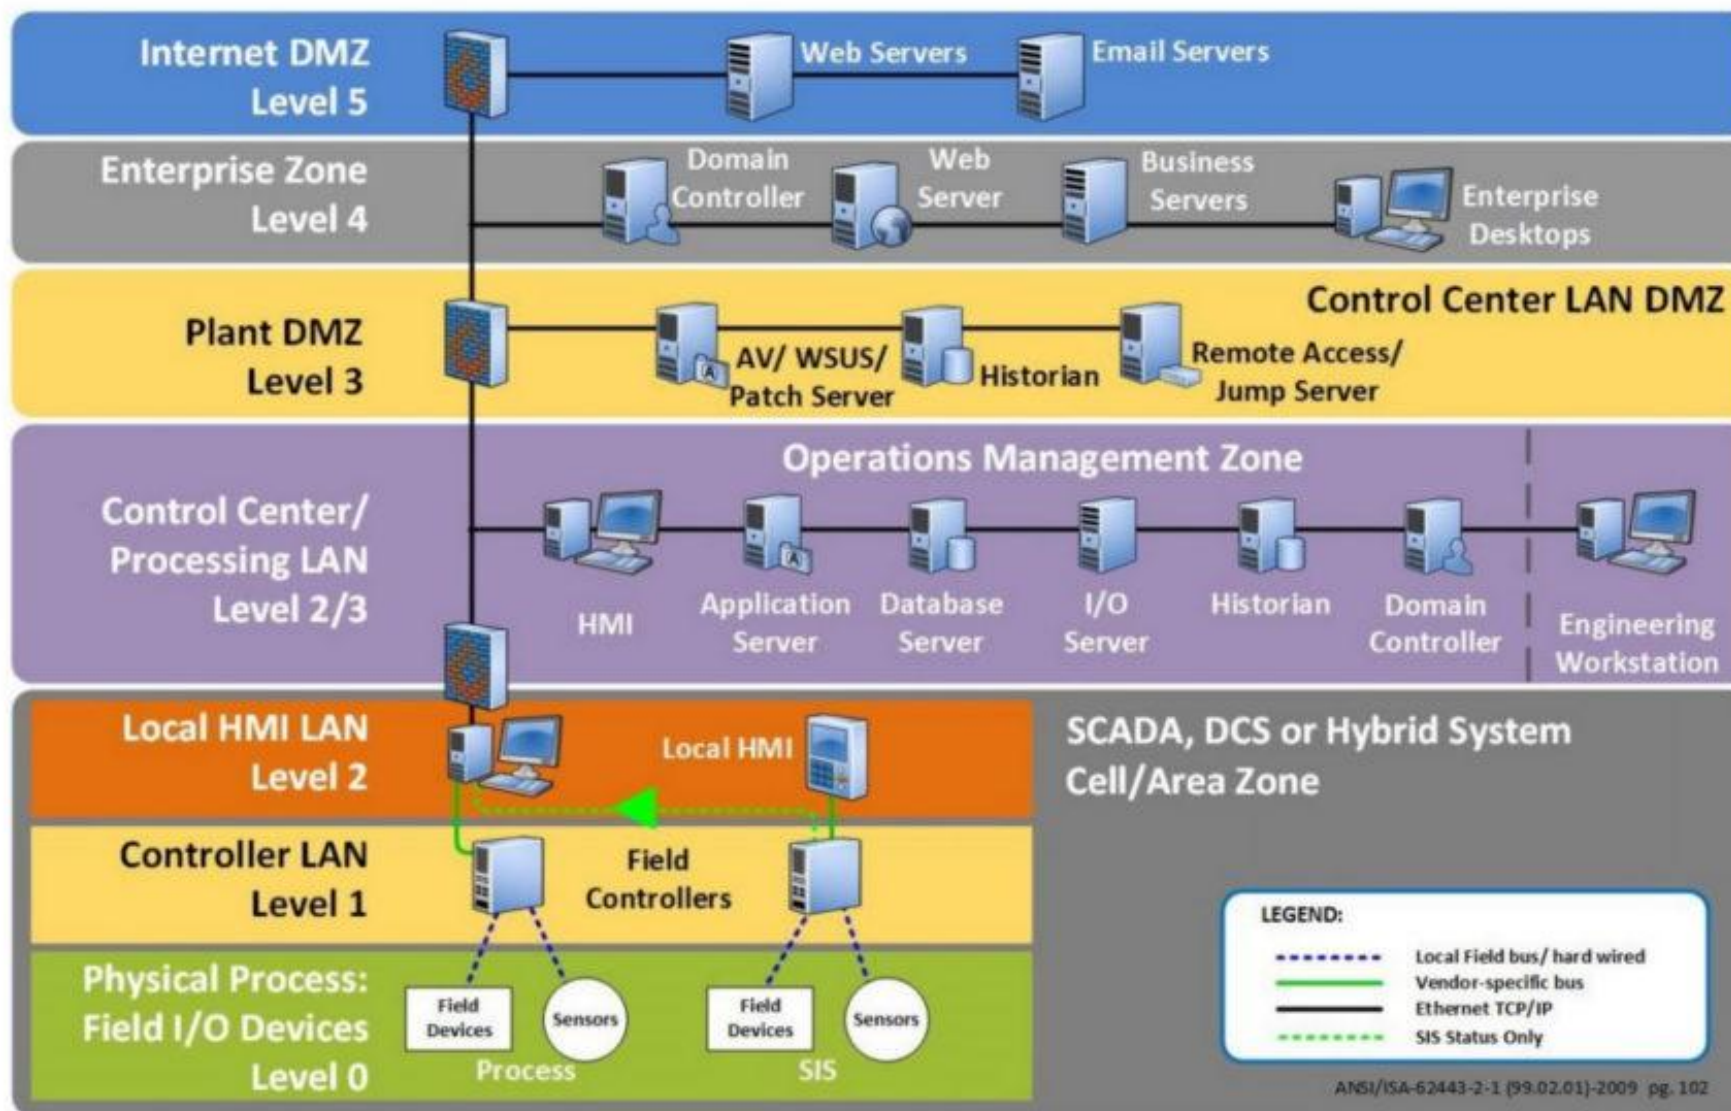 Internet DMZ
Level 5
Web Servers
Email Servers
Enterprise Zone
Level 4
Domain
Controller
Web
Server
Business
Servers
Enterprise
Desktops
Plant DMZ
Level 3
Control Center LAN DMZ
AV/ WSUS/
Patch Server
Historian
Remote Access/
Jump Server
Control Center/
Processing LAN
Level 2/3
Operations Management Zone
HMI
Application
Server
Database
Server
I/O
Server
Historian
Domain
Controller
Engineering
Workstation
Local HMI LAN
Level 2
Local HMI
SCADA, DCS or Hybrid System
Cell/Area Zone
Controller LAN
Level 1
Field
Controllers
Physical Process:
Field I/O Devices
Level 0
Field
Devices
Sensors
Process
Field
Devices
Sensors
SIS
LEGEND:
Local Field bus/ hard wired
Vendor-specific bus
Ethernet TCP/IP
SIS Status Only
ANSI/ISA-62443-2-1 (99.02.01)-2009 pg. 102